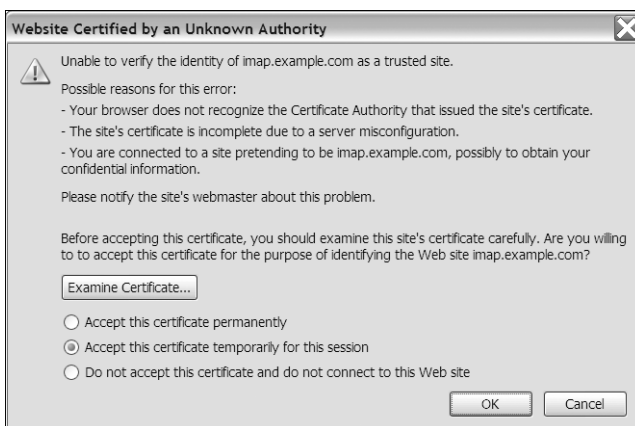 Website Certified by an Unknown Authority
Unable to verify the identity of imap.example.com as a trusted site.
Possible reasons for this error:
- Your browser does not recognize the Certificate Authority that issued the site's certificate.
- The site's certificate is incomplete due to a server misconfiguration.
- You are connected to a site pretending to be imap.example.com, possibly to obtain your
confidential information.
Please notify the site's webmaster about this problem.
Before accepting this certificate, you should examine this site's certificate carefully. Are you willing
to to accept this certificate for the purpose of identifying the Web site imap.example.com?
Examine Certificate...
Accept this certificate permanently
Accept this certificate temporarily for this session
Do not accept this certificate and do not connect to this Web site
OK Cancel